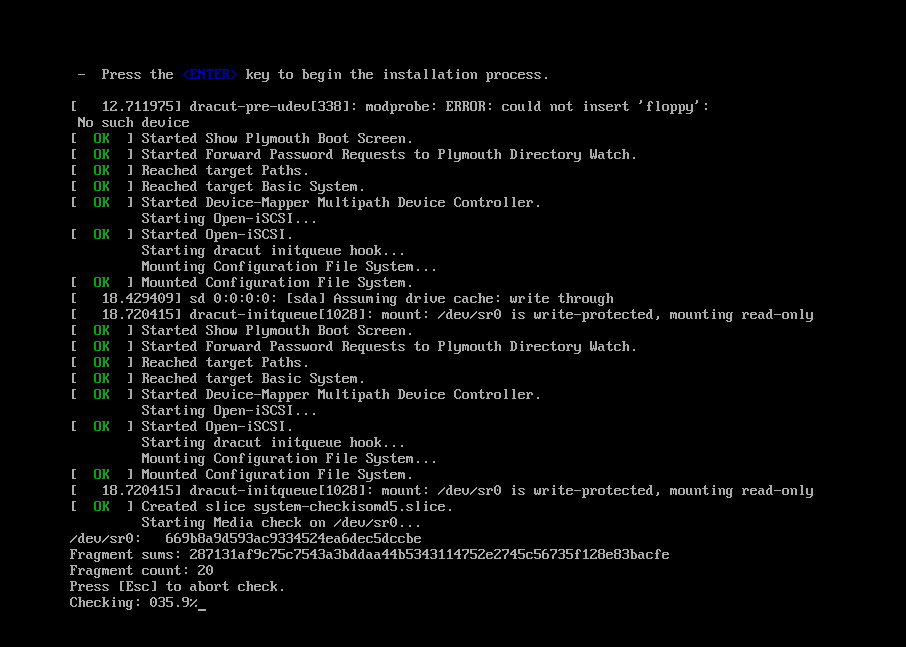 - Press the <ENTER> key to begin the installation process.
[ 12.711975] dracut-pre-udev[338]: modprobe: ERROR: could not insert 'floppy':
No such device
[ OK ] Started Show Plymouth Boot Screen.
[ OK ] Started Forward Password Requests to Plymouth Directory Watch.
[ OK ] Reached target Paths.
[ OK ] Reached target Basic System.
[ OK ] Started Device-Mapper Multipath Device Controller.
Starting Open-iSCSI...
[ OK ] Started Open-iSCSI.
Starting dracut initqueue hook...
Mounting Configuration File System...
[ OK ] Mounted Configuration File System.
[ 18.429409] sd 0:0:0:0: [sda] Assuming drive cache: write through
[ 18.720415] dracut-initqueue[1028]: mount: /dev/sr0 is write-protected, mounting read-only
[ OK ] Started Show Plymouth Boot Screen.
[ OK ] Started Forward Password Requests to Plymouth Directory Watch.
[ OK ] Reached target Paths.
[ OK ] Reached target Basic System.
[ OK ] Started Device-Mapper Multipath Device Controller.
Starting Open-iSCSI...
[ OK ] Started Open-iSCSI.
Starting dracut initqueue hook...
Mounting Configuration File System...
[ OK ] Mounted Configuration File System.
[ 18.720415] dracut-initqueue[1028]: mount: /dev/sr0 is write-protected, mounting read-only
[ OK ] Created slice system-checkisomd5.slice.
Starting Media check on /dev/sr0...
/dev/sr0: 669b8a9d593ac9334524ea6dec5dccbe
Fragment sums: 287131af9c75c7543a3bddaa44b5343114752e2745c56735f128e83bacfe
Fragment count: 20
Press [Esc] to abort check.
Checking: 035.9%_